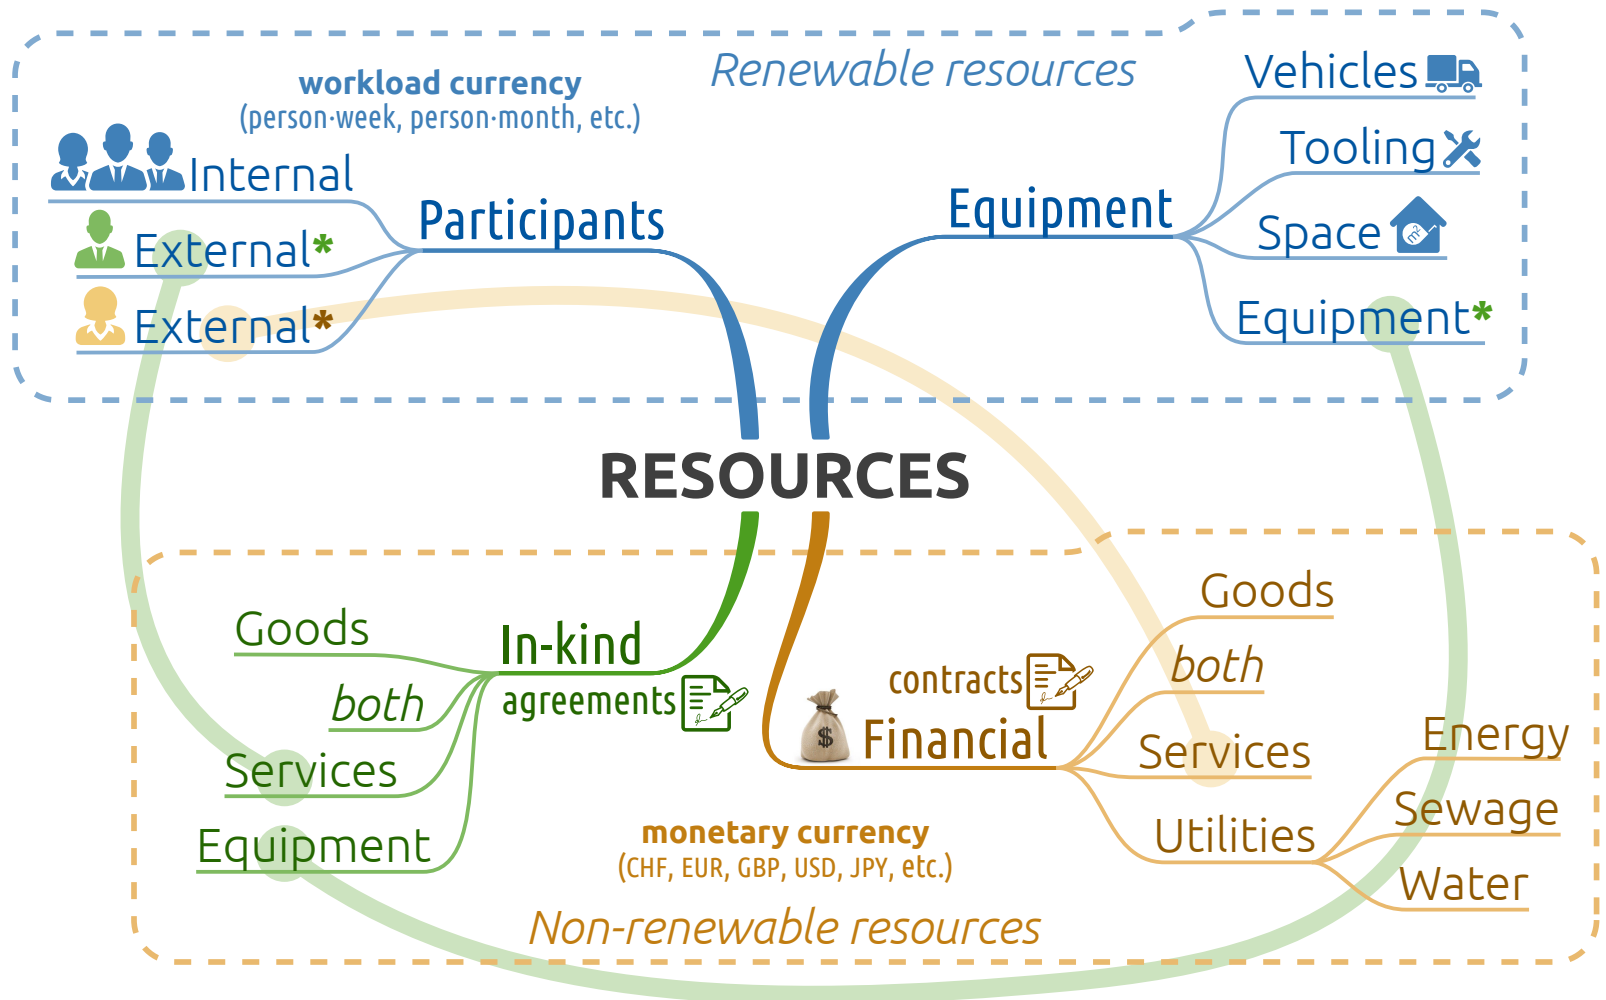 Renewable resources
workload currency
(person·week, person·month, etc.)
Internal
External*
External*
Participants
Equipment
Vehicles
Tooling
Space
m²
Equipment*
RESOURCES
In-kind
agreements
Goods
both
Services
Equipment
contracts
$
Financial
Goods
both
Services
Utilities
Energy
Sewage
Water
monetary currency
(CHF, EUR, GBP, USD, JPY, etc.)
Non-renewable resources